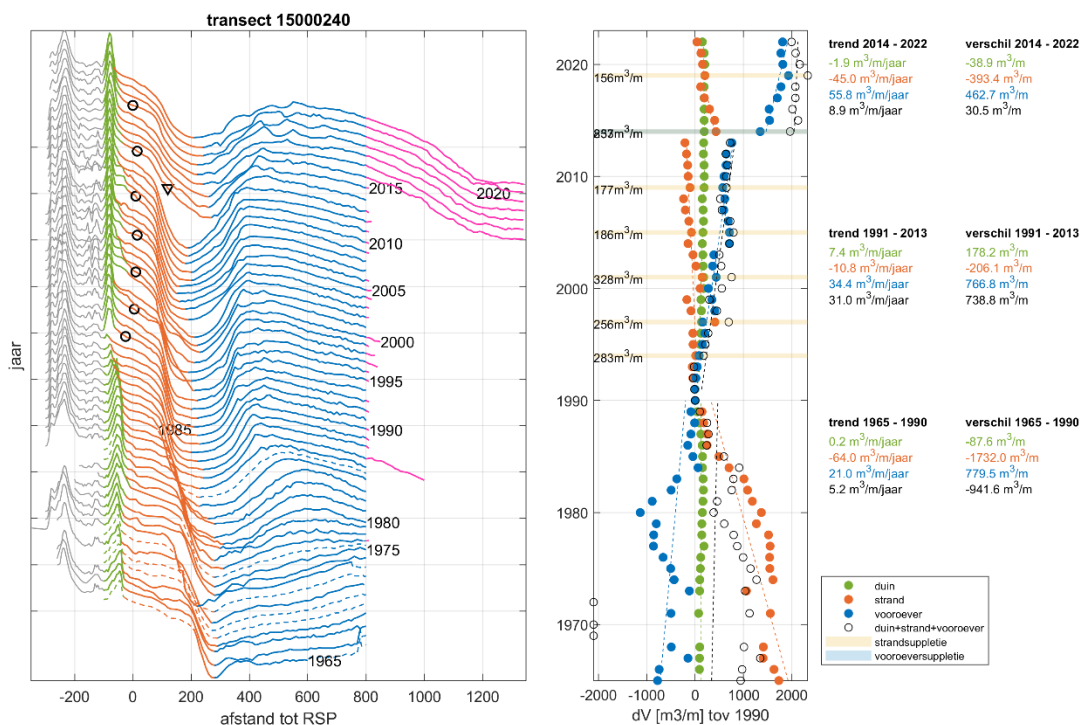 transect 15000240
jaar
2020
2015
2010
2005
2000
1995
1990
1985
1980
1975
1965
-200
0
200
400
600
800
1000
1200
afstand tot RSP
2020
2010
2000
1990
1980
1970
156m³/m
177m³/m
186m³/m
328m³/m
256m³/m
283m³/m
-2000
-1000
0
1000
2000
dV [m3/m] tov 1990
trend 2014 - 2022 verschil 2014 - 2022
-1.9 m³/m/jaar -38.9 m³/m
-45.0 m³/m/jaar -393.4 m³/m
55.8 m³/m/jaar 462.7 m³/m
8.9 m³/m/jaar 30.5 m³/m
trend 1991 - 2013 verschil 1991 - 2013
7.4 m³/m/jaar 178.2 m³/m
-10.8 m³/m/jaar -206.1 m³/m
34.4 m³/m/jaar 766.8 m³/m
31.0 m³/m/jaar 738.8 m³/m
trend 1965 - 1990 verschil 1965 - 1990
0.2 m³/m/jaar -87.6 m³/m
-64.0 m³/m/jaar -1732.0 m³/m
21.0 m³/m/jaar 779.5 m³/m
5.2 m³/m/jaar -941.6 m³/m
duin
strand
vooroever
duin+strand+vooroever
strandsuppletie
vooroeversuppletie